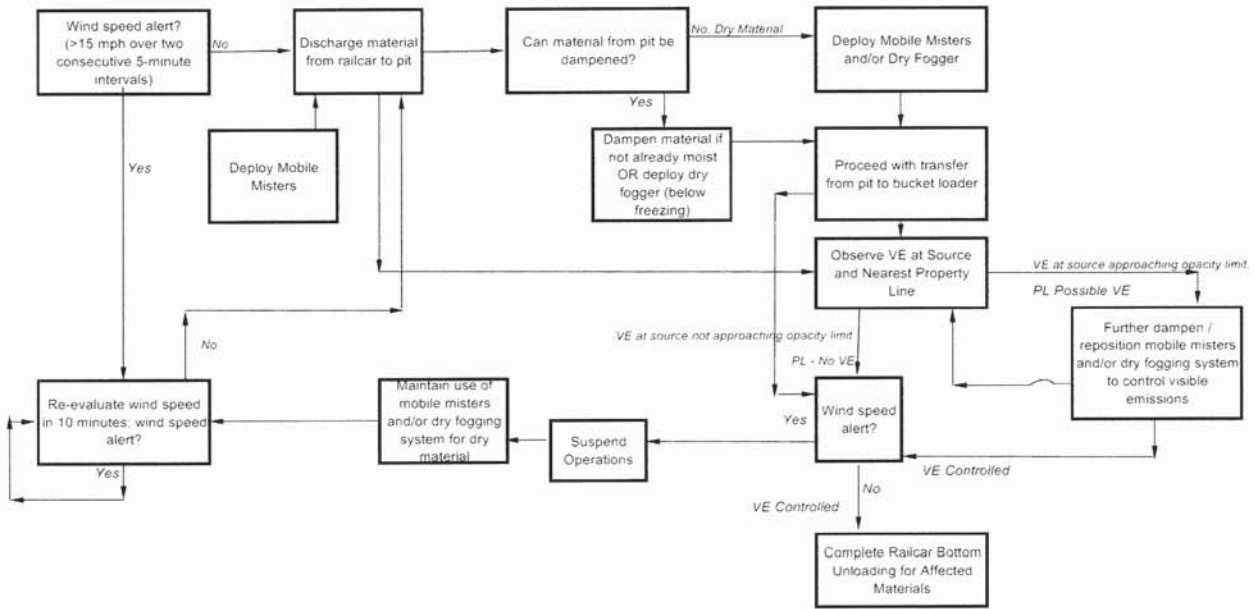 Wind speed alert?
(>15 mph over two
consecutive 5-minute
intervals)
No
Discharge material
from railcar to pit
Can material from pit be
dampened?
No. Dry Material
Deploy Mobile Misters
and/or Dry Fogger
Yes
Deploy Mobile
Misters
Yes
Dampen material if
not already moist
OR deploy dry
fogger (below
freezing)
Proceed with transfer
from pit to bucket loader
Observe VE at Source
and Nearest Property
Line
VE at source approaching opacity limit,
PL Possible VE
No
VE at source not approaching opacity limit
PL - No VE
Further dampen /
reposition mobile misters
and/or dry fogging system
to control visible
emissions
Re-evaluate wind speed
in 10 minutes: wind speed
alert?
Yes
Maintain use of
mobile misters
and/or dry fogging
system for dry
material
Suspend
Operations
Yes
Wind speed
alert?
VE Controlled
No
VE Controlled
Complete Railcar Bottom
Unloading for Affected
Materials